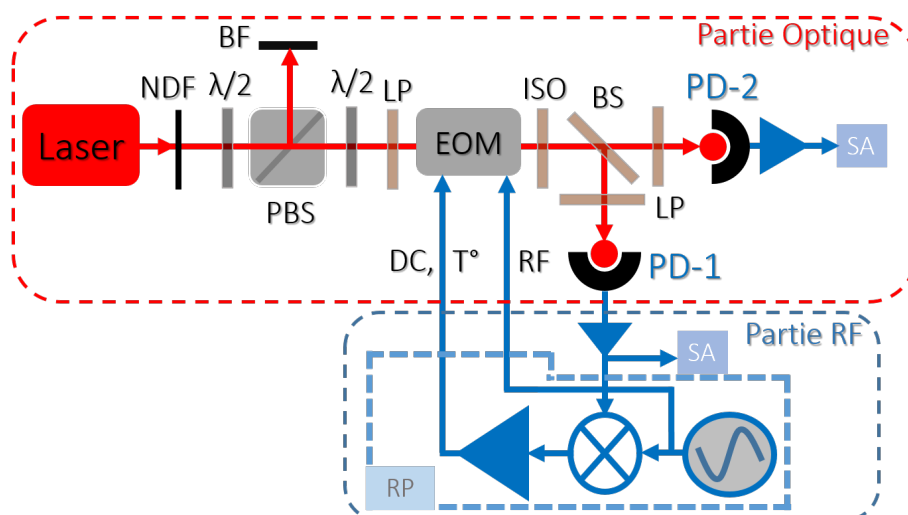 Partie Optique
BF
NDF
λ/2
λ/2
LP
ISO
BS
PD-2
Laser
EOM
SA
PBS
LP
DC, T°
RF
PD-1
Partie RF
SA
RP